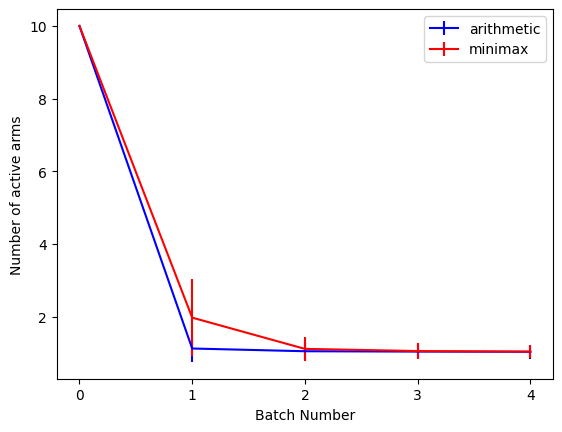 arithmetic
minimax
10
8
6
4
2
Number of active arms
0 1 2 3 4
Batch Number